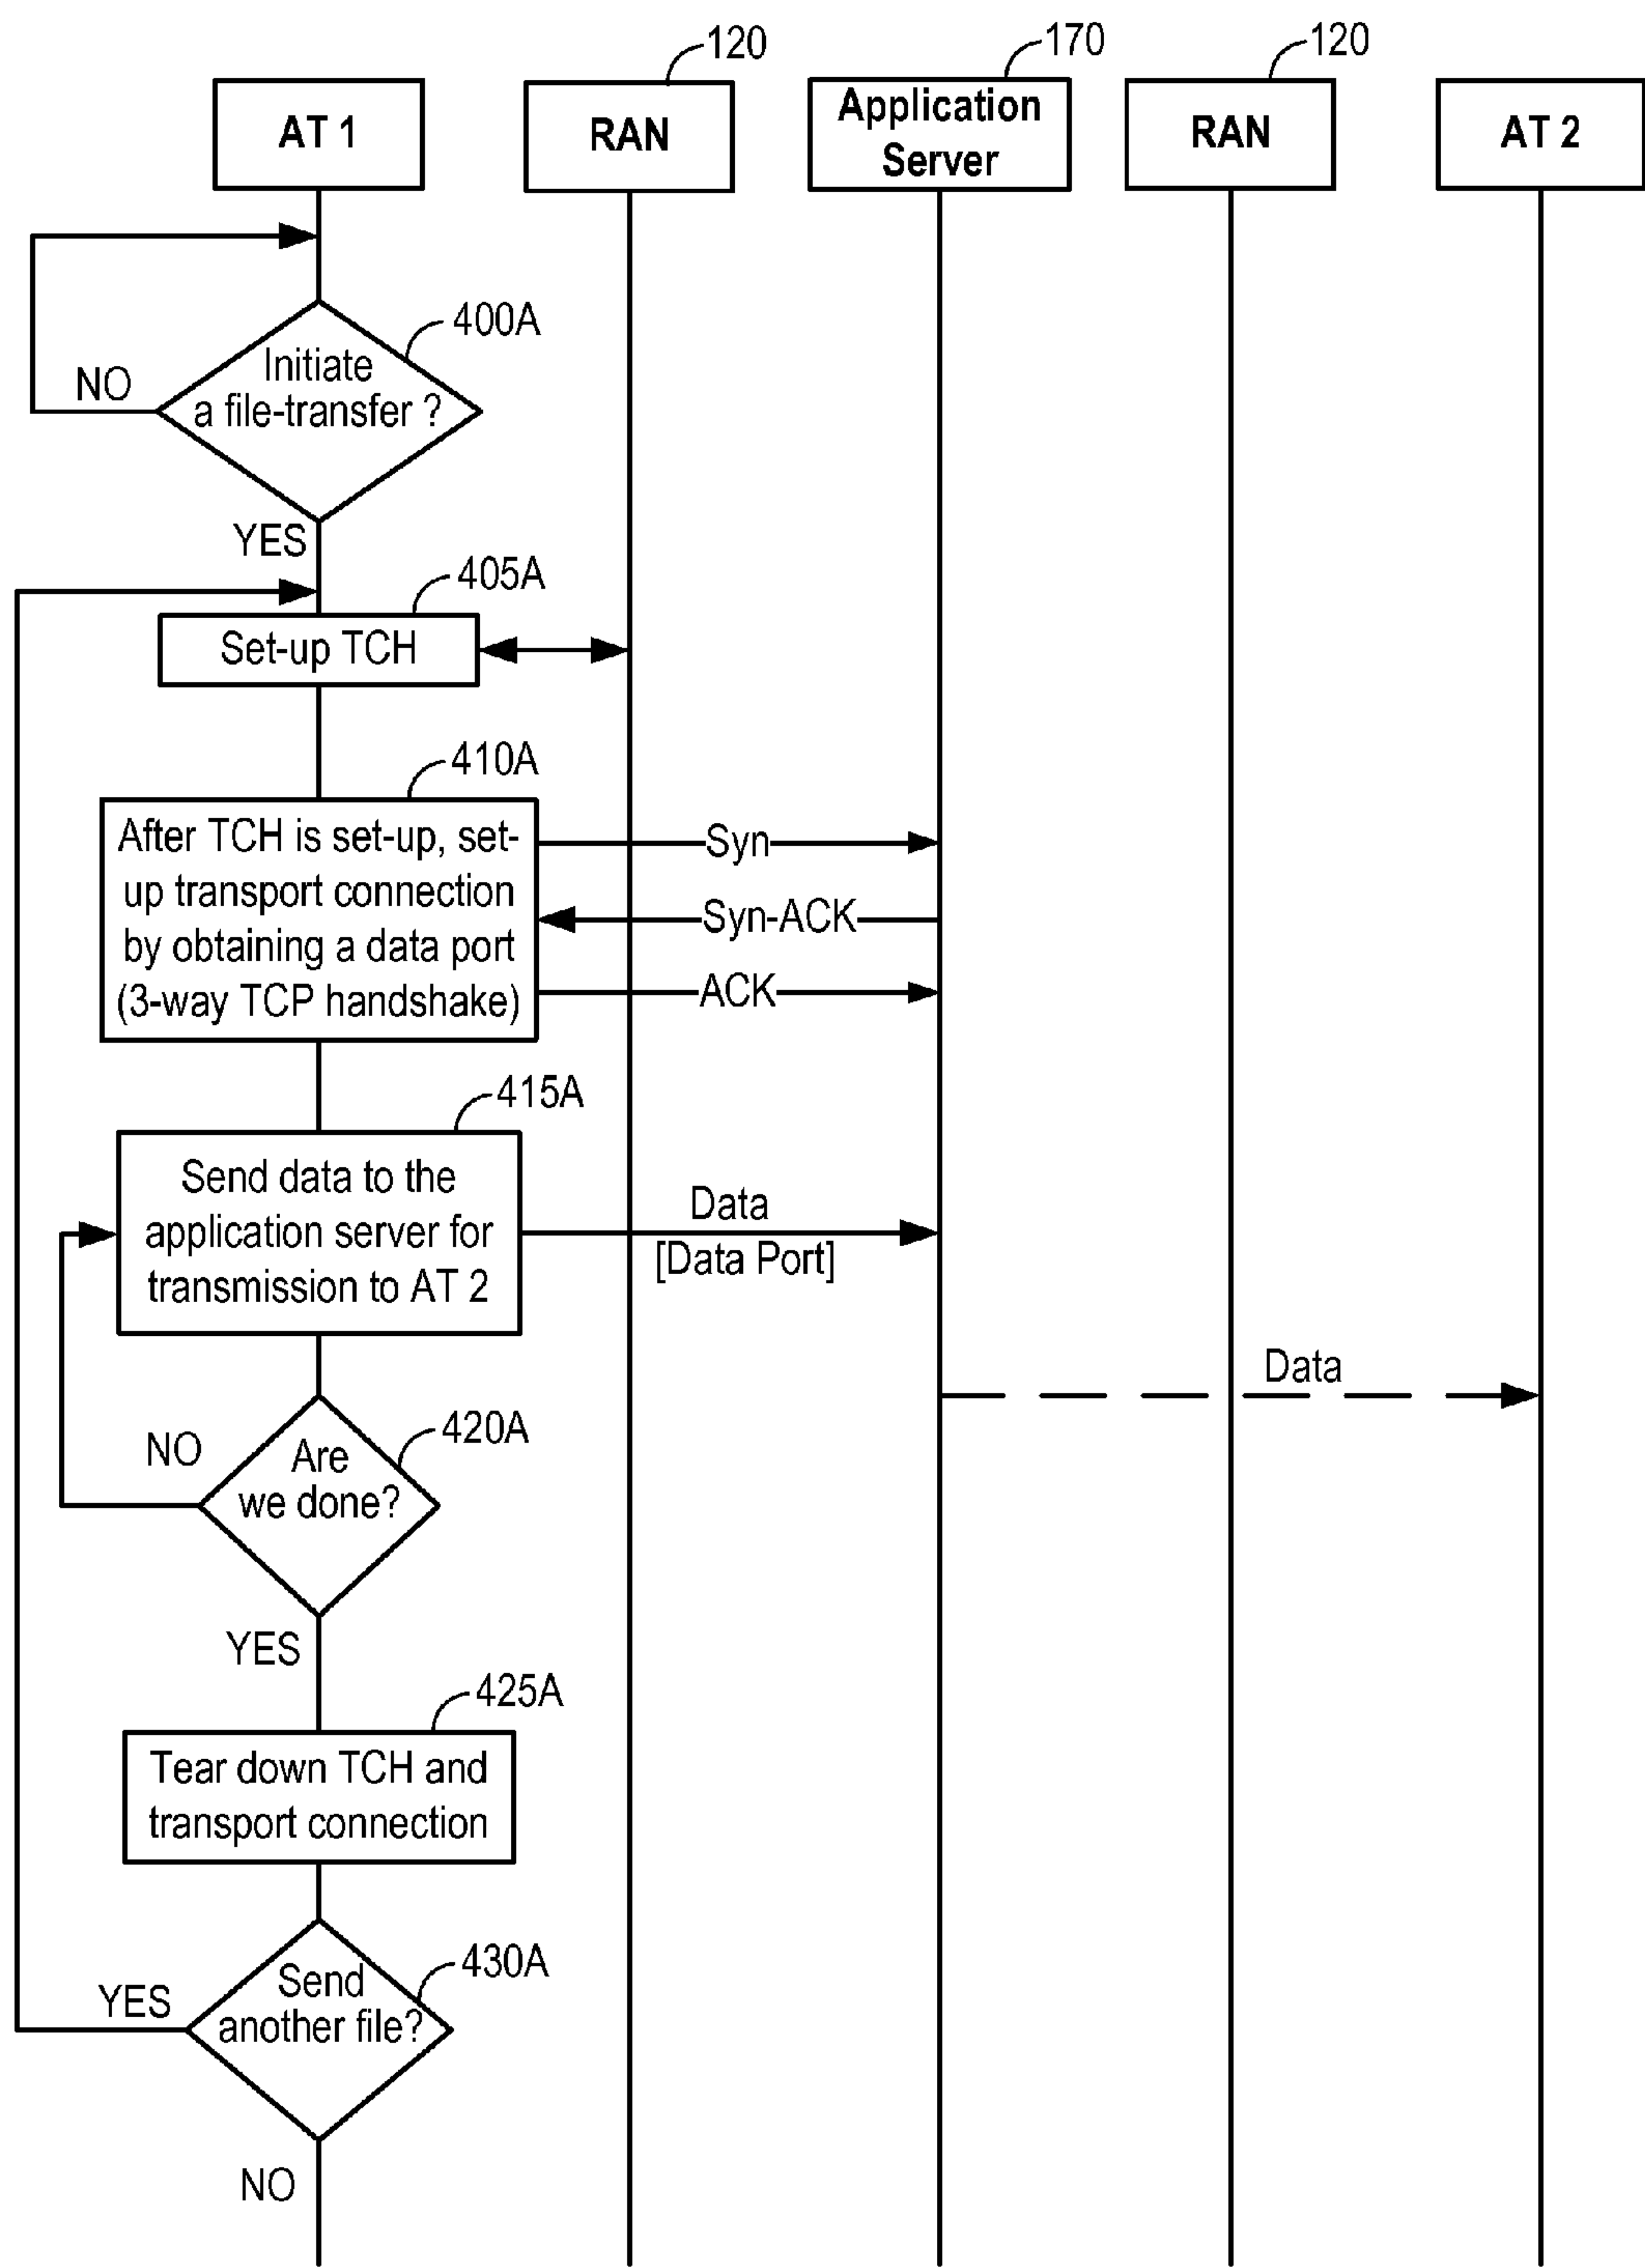 120
170
120
AT 1
RAN
Application
Server
RAN
AT 2
400A
Initiate
a file-transfer ?
NO
YES
405A
Set-up TCH
410A
After TCH is set-up, set-
up transport connection
by obtaining a data port
(3-way TCP handshake)
Syn
Syn-ACK
ACK
415A
Send data to the
application server for
transmission to AT 2
Data
[Data Port]
Data
420A
Are
we done?
NO
YES
425A
Tear down TCH and
transport connection
430A
Send
another file?
YES
NO